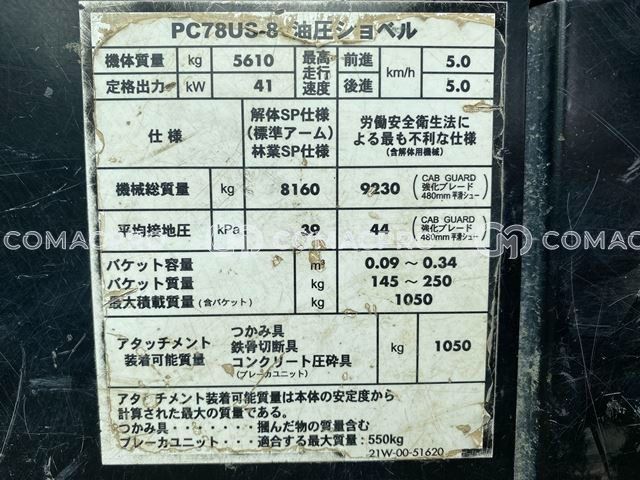 PC78US-8 油圧ショベル
機体質量 kg 5610 最高走行速度 前進 km/h 5.0
定格出力 kW 41 後進 5.0
仕様 解体SP仕様(標準アーム)林業SP仕様 労働安全衛生法による最も不利な仕様(含解体用機械)
機械総質量 kg 8160 9230 (CAB GUARD 強化ブレード 480mm平滑シュー)
平均接地圧 kPa 39 44 (CAB GUARD 強化ブレード 480mm平滑シュー)
バケット容量 m³ 0.09～0.34
バケット質量 kg 145～250
最大積載質量(含バケット) kg 1050
アタッチメント装着可能質量 つかみ具 鉄骨切断具 コンクリート圧砕具 (ブレーカユニット) kg 1050
アタッチメント装着可能質量は本体の安定度から
計算された最大の質量である。
つかみ具・・・・・・・掴んだ物の質量含む
ブレーカユニット・・・・適合する最大質量:550kg
21W-00-51620
COMA
COMA